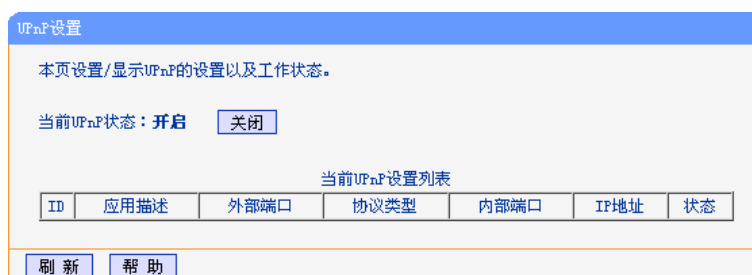 UPnP设置
本页设置/显示UPnP的设置以及工作状态。
当前UPnP状态：开启 关闭
当前UPnP设置列表
ID 应用描述 外部端口 协议类型 内部端口 IP地址 状态
刷 新 帮 助